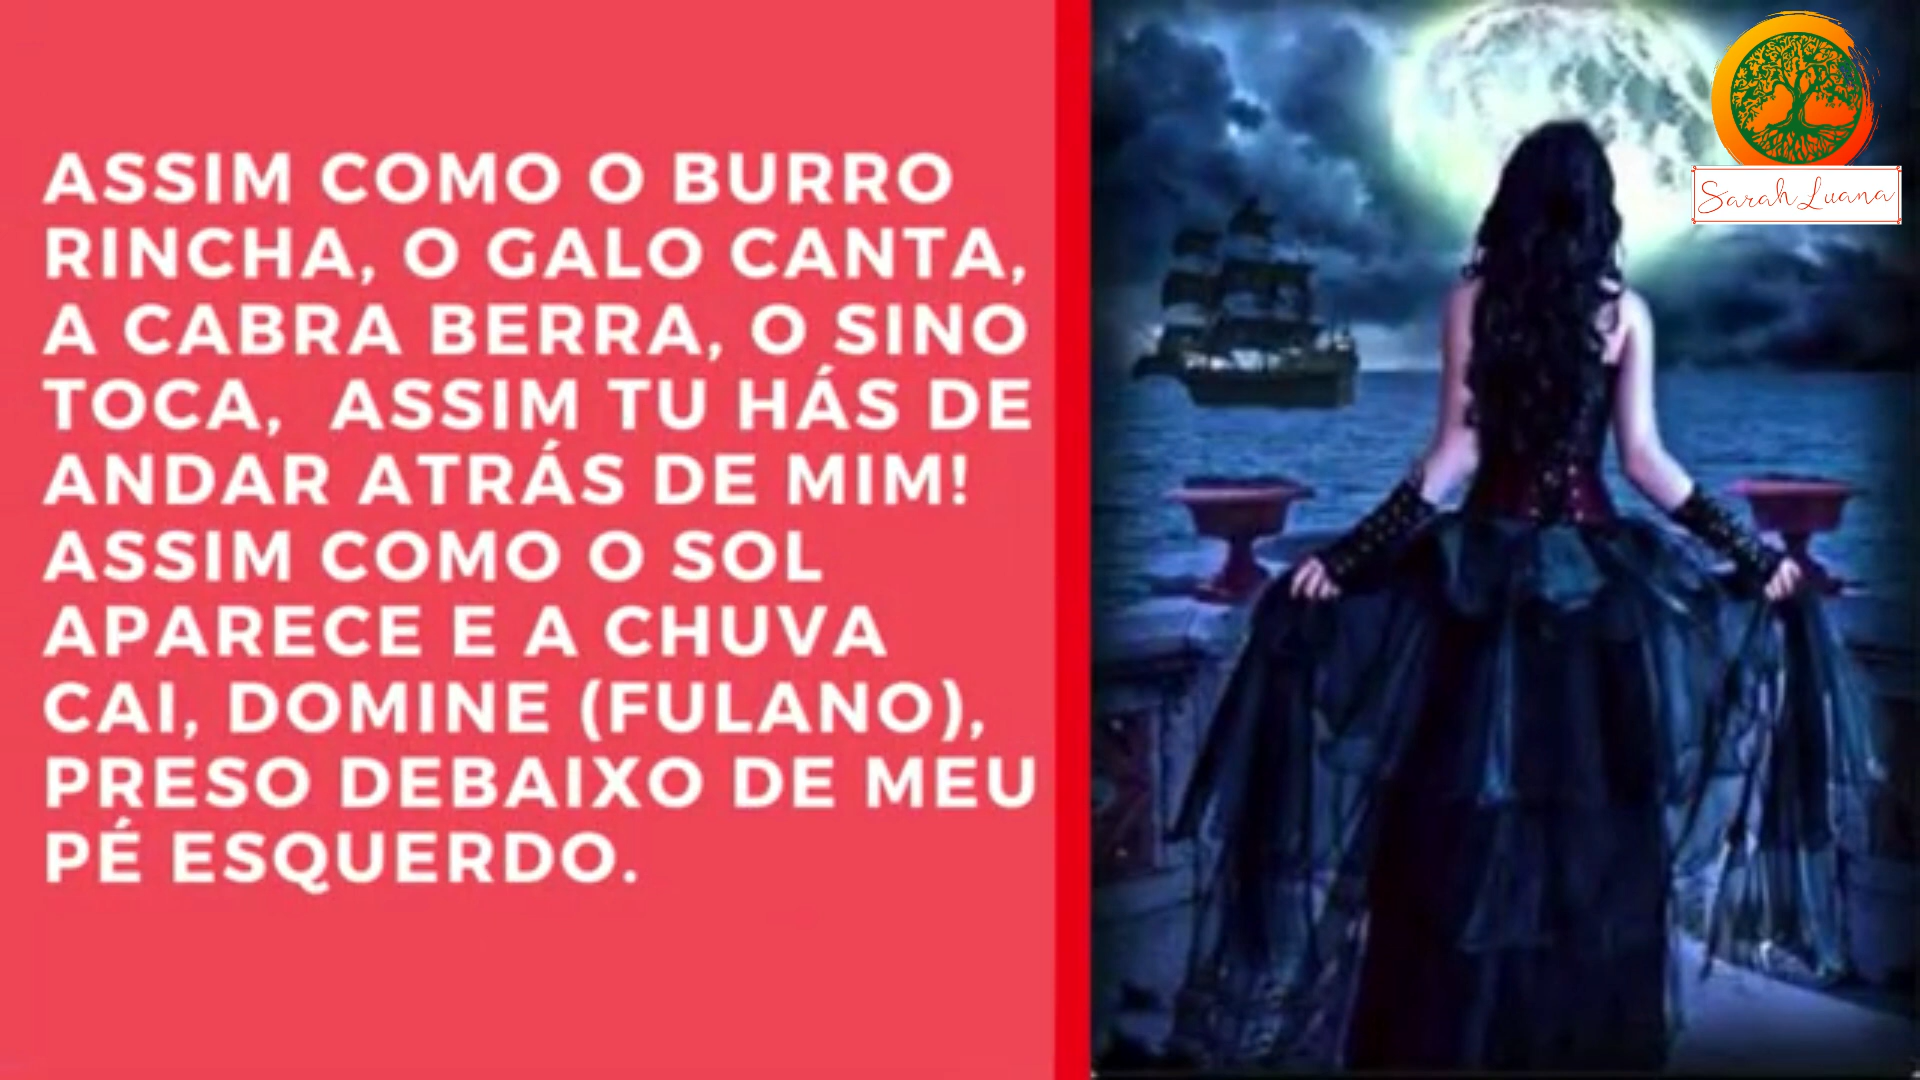 ASSIM COMO O BURRO
RINCHA, O GALO CANTA,
A CABRA BERRA, O SINO
TOCA, ASSIM TU HÁS DE
ANDAR ATRÁS DE MIM!
ASSIM COMO O SOL
APARECE E A CHUVA
CAI, DOMINE (FULANO),
PRESO DEBAIXO DE MEU
PÉ ESQUERDO.
Sarah Luana